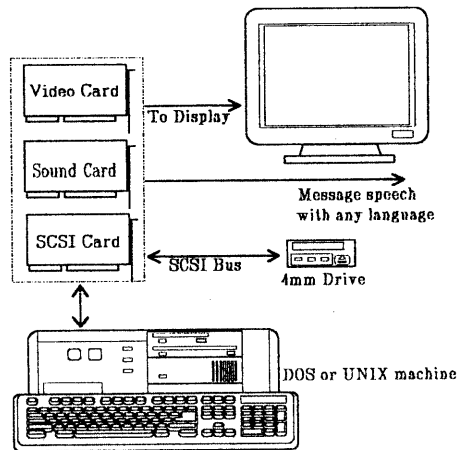 Video Card
To Display
Sound Card
Message speech
with any language
SCSI Card
SCSI Bus
4mm Drive
DOS or UNIX machine